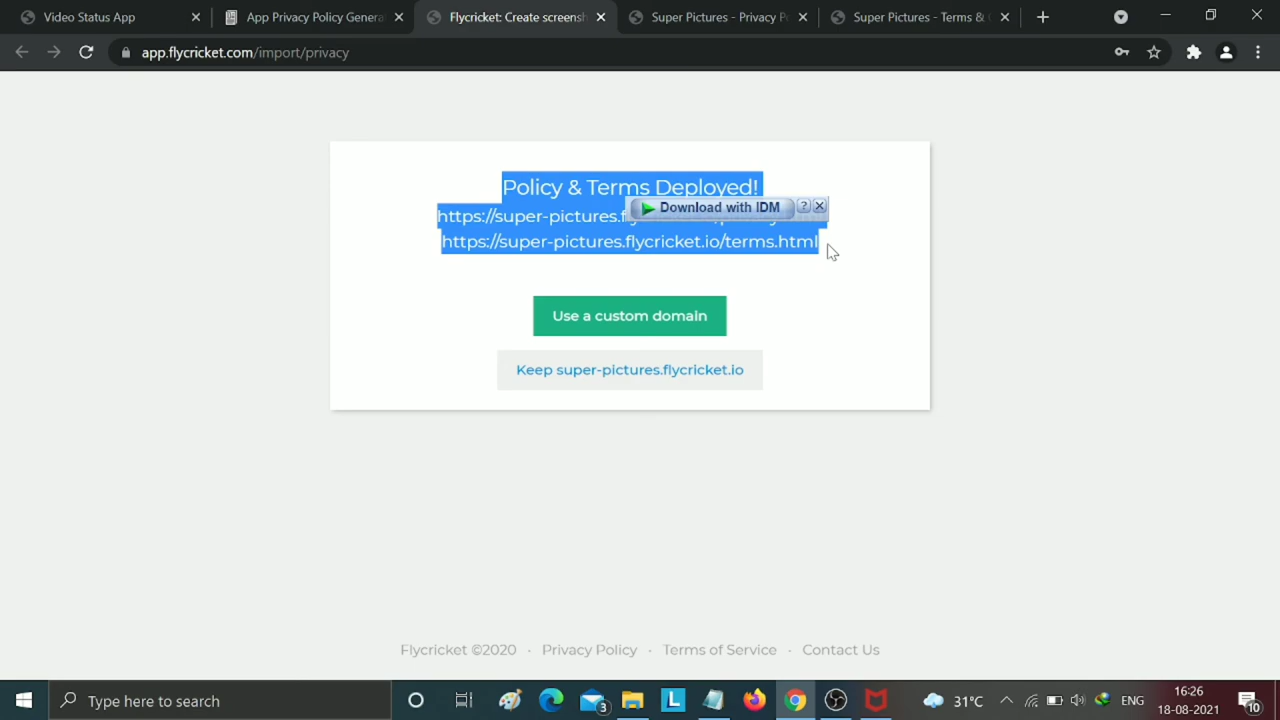 Video Status App
App Privacy Policy Genera
Flycricket: Create screensh
Super Pictures - Privacy P
Super Pictures - Terms &
app.flycricket.com/import/privacy
Policy & Terms Deployed!
Download with IDM
?
https://super-pictures.f
https://super-pictures.flycricket.io/terms.html
Use a custom domain
Keep super-pictures.flycricket.io
Flycricket ©2020 · Privacy Policy · Terms of Service · Contact Us
Type here to search
3
L
31°C
ENG
16:26
18-08-2021
10